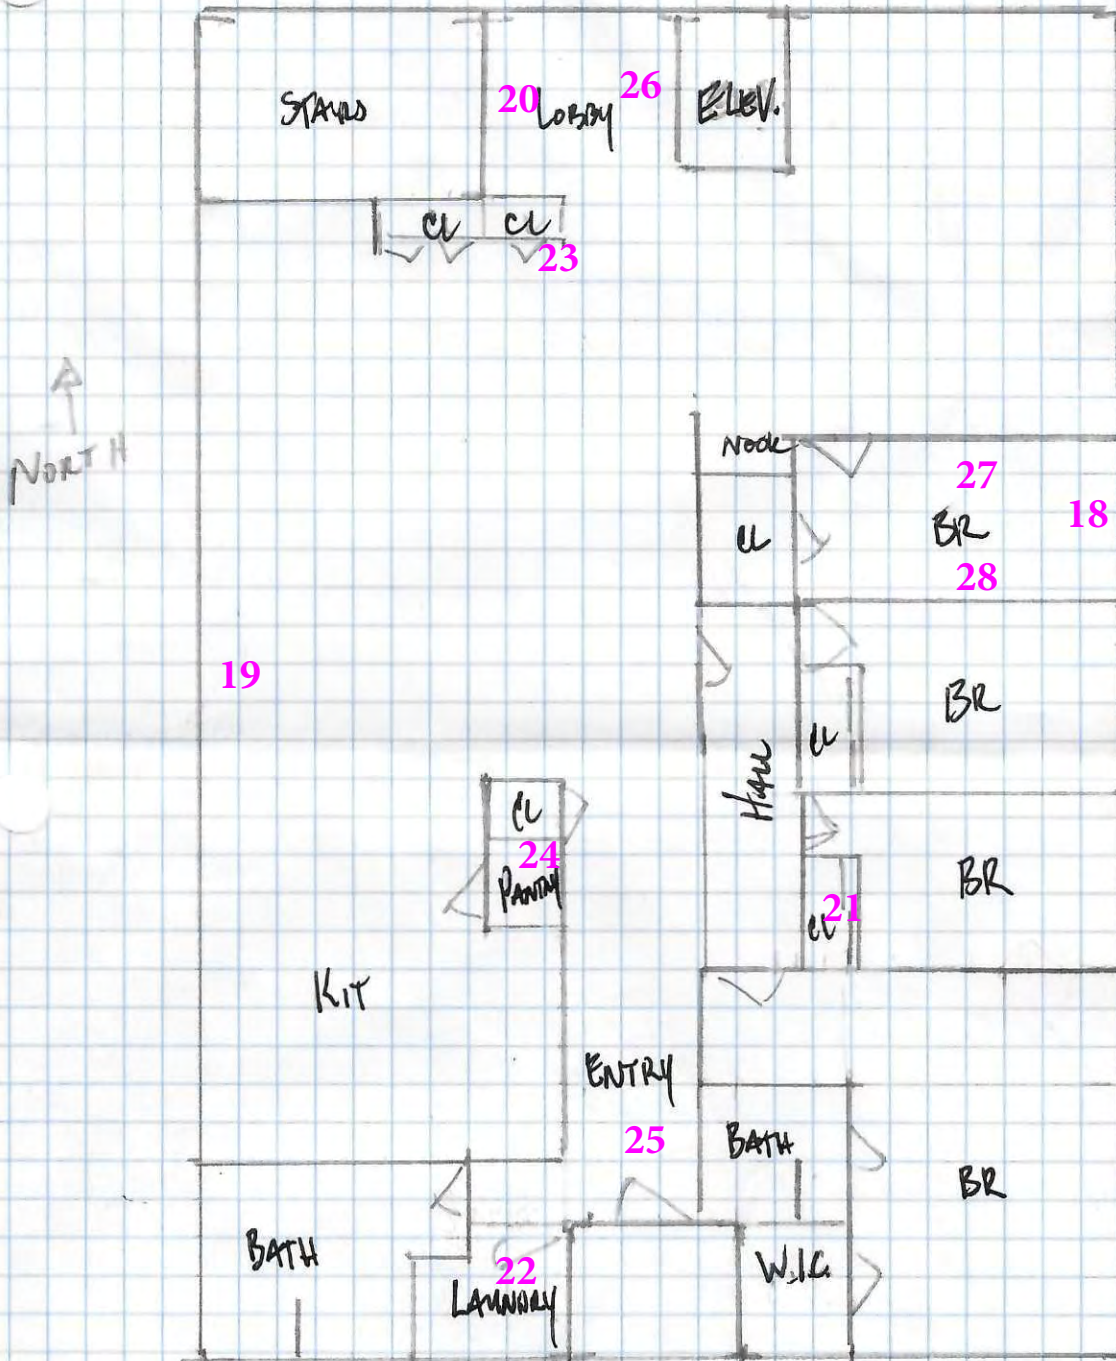 STAIRS
20
LOBBY
26
ELEV.
CL
CL
23
NORTH
NOOK
27
18
CL
BR
28
19
BR
CL
HALL
CL
24
PANTRY
BR
21
CL
KIT
ENTRY
25
BATH
BR
BATH
22
LAUNDRY
W.I.C.